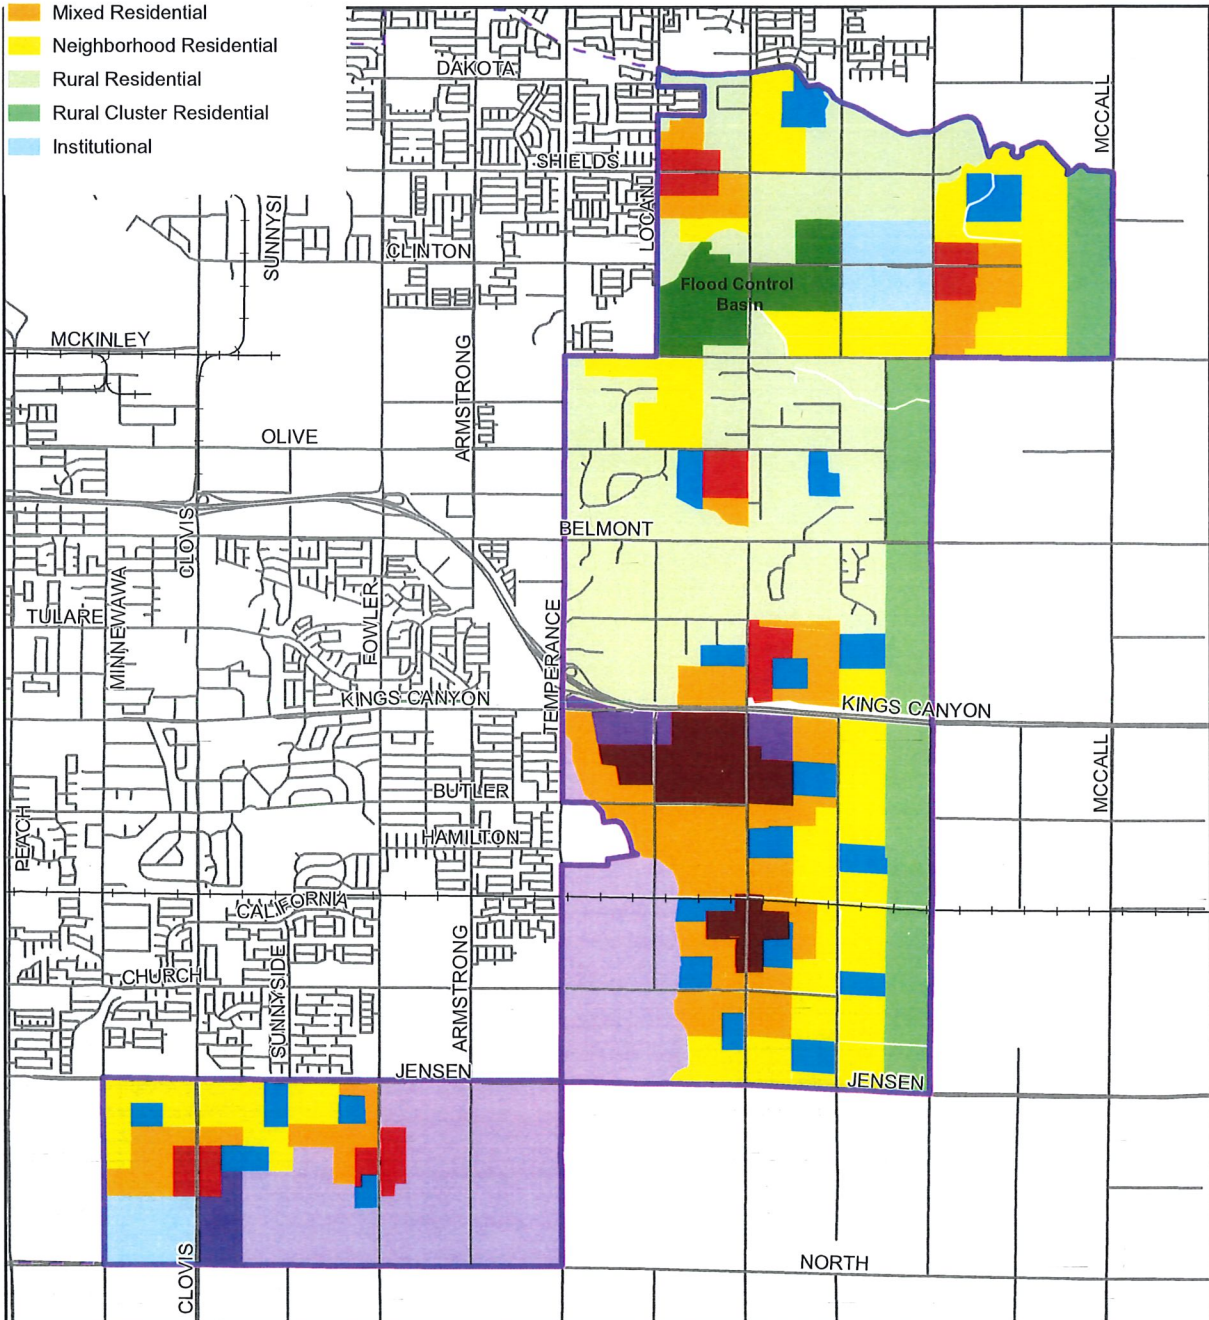 Mixed Residential
Neighborhood Residential
Rural Residential
Rural Cluster Residential
Institutional
DAKOTA
MCCALL
SHIELDS
LOCAN
SUNNYSI
CLINTON
Flood Control
Basin
MCKINLEY
ARMSTRONG
OLIVE
CLOVIS
BELMONT
MINNEWAWA
TULARE
FOWLER
TEMPERANCE
KINGS CANYON
KINGS CANYON
MCCALL
BUTLER
PEACH
HAMILTON
CALIFORNIA
CHURCH
SUNNYSIDE
ARMSTRONG
JENSEN
JENSEN
CLOVIS
NORTH